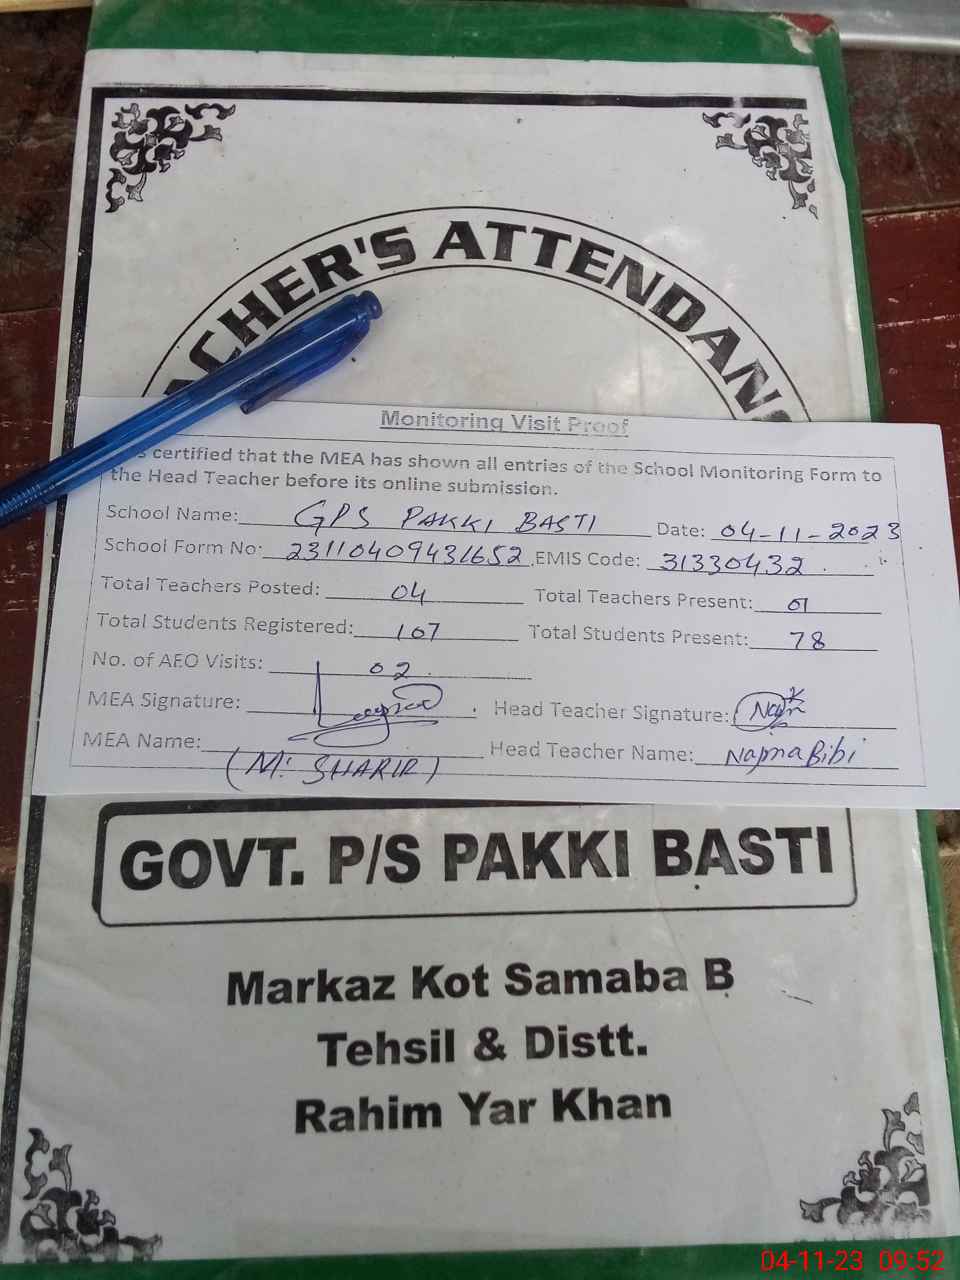 TEACHER'S ATTENDANC
Monitoring Visit Proof
certified that the MEA has shown all entries of the School Monitoring Form to
the Head Teacher before its online submission.
School Name: GPS PAKKI BASTI Date: 04-11-2023
School Form No: 23110409431652 EMIS Code: 31330432
Total Teachers Posted: 04 Total Teachers Present: 01
Total Students Registered: 107 Total Students Present: 78
No. of AEO Visits: 02
MEA Signature: Head Teacher Signature:
MEA Name: (M. SHARIF) Head Teacher Name: Najma Bibi
GOVT. P/S PAKKI BASTI
Markaz Kot Samaba B
Tehsil & Distt.
Rahim Yar Khan
04-11-23 09:52